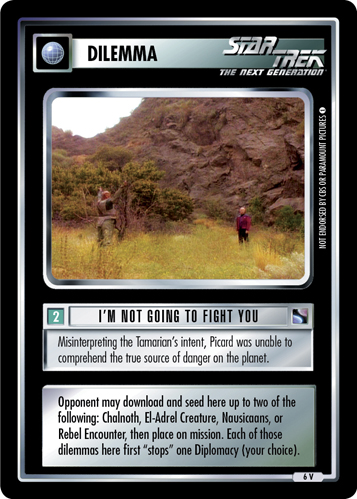 DILEMMA
STAR TREK
THE NEXT GENERATION
NOT ENDORSED BY CBS OR PARAMOUNT PICTURES
2
I'M NOT GOING TO FIGHT YOU
Misinterpreting the Tamarian's intent, Picard was unable to
comprehend the true source of danger on the planet.
Opponent may download and seed here up to two of
the following: Chalnoth, El-Adrel Creature, Nausicaans, or
Rebel Encounter, then place on mission. Each of those
dilemmas here first “stops” one Diplomacy (your choice).
6 V